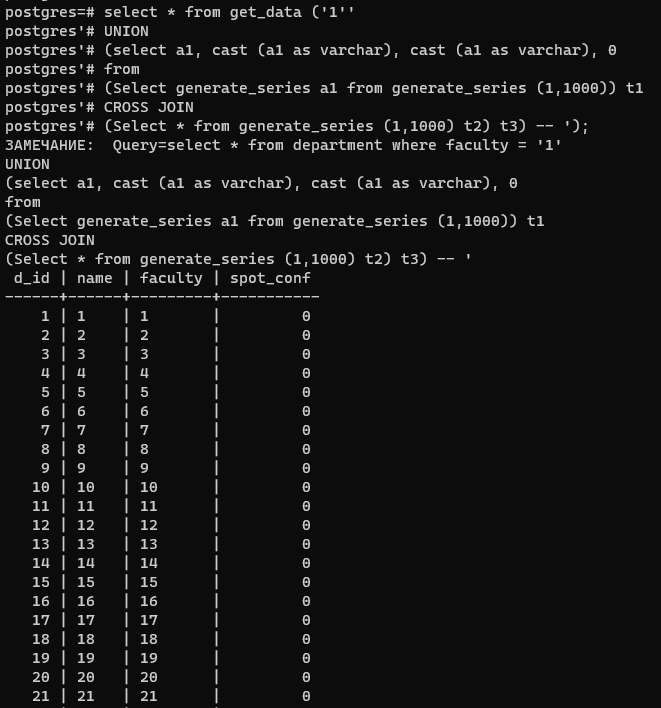 postgres=# select * from get_data ('1''
postgres'# UNION
postgres'# (select a1, cast (a1 as varchar), cast (a1 as varchar), 0
postgres'# from
postgres'# (Select generate_series a1 from generate_series (1,1000)) t1
postgres'# CROSS JOIN
postgres'# (Select * from generate_series (1,1000) t2) t3) -- ');
ЗАМЕЧАНИЕ:  Query=select * from department where faculty = '1'
UNION
(select a1, cast (a1 as varchar), cast (a1 as varchar), 0
from
(Select generate_series a1 from generate_series (1,1000)) t1
CROSS JOIN
(Select * from generate_series (1,1000) t2) t3) -- '
 d_id | name | faculty | spot_conf
------+------+---------+-----------
    1 | 1    | 1       |         0
    2 | 2    | 2       |         0
    3 | 3    | 3       |         0
    4 | 4    | 4       |         0
    5 | 5    | 5       |         0
    6 | 6    | 6       |         0
    7 | 7    | 7       |         0
    8 | 8    | 8       |         0
    9 | 9    | 9       |         0
   10 | 10   | 10      |         0
   11 | 11   | 11      |         0
   12 | 12   | 12      |         0
   13 | 13   | 13      |         0
   14 | 14   | 14      |         0
   15 | 15   | 15      |         0
   16 | 16   | 16      |         0
   17 | 17   | 17      |         0
   18 | 18   | 18      |         0
   19 | 19   | 19      |         0
   20 | 20   | 20      |         0
   21 | 21   | 21      |         0